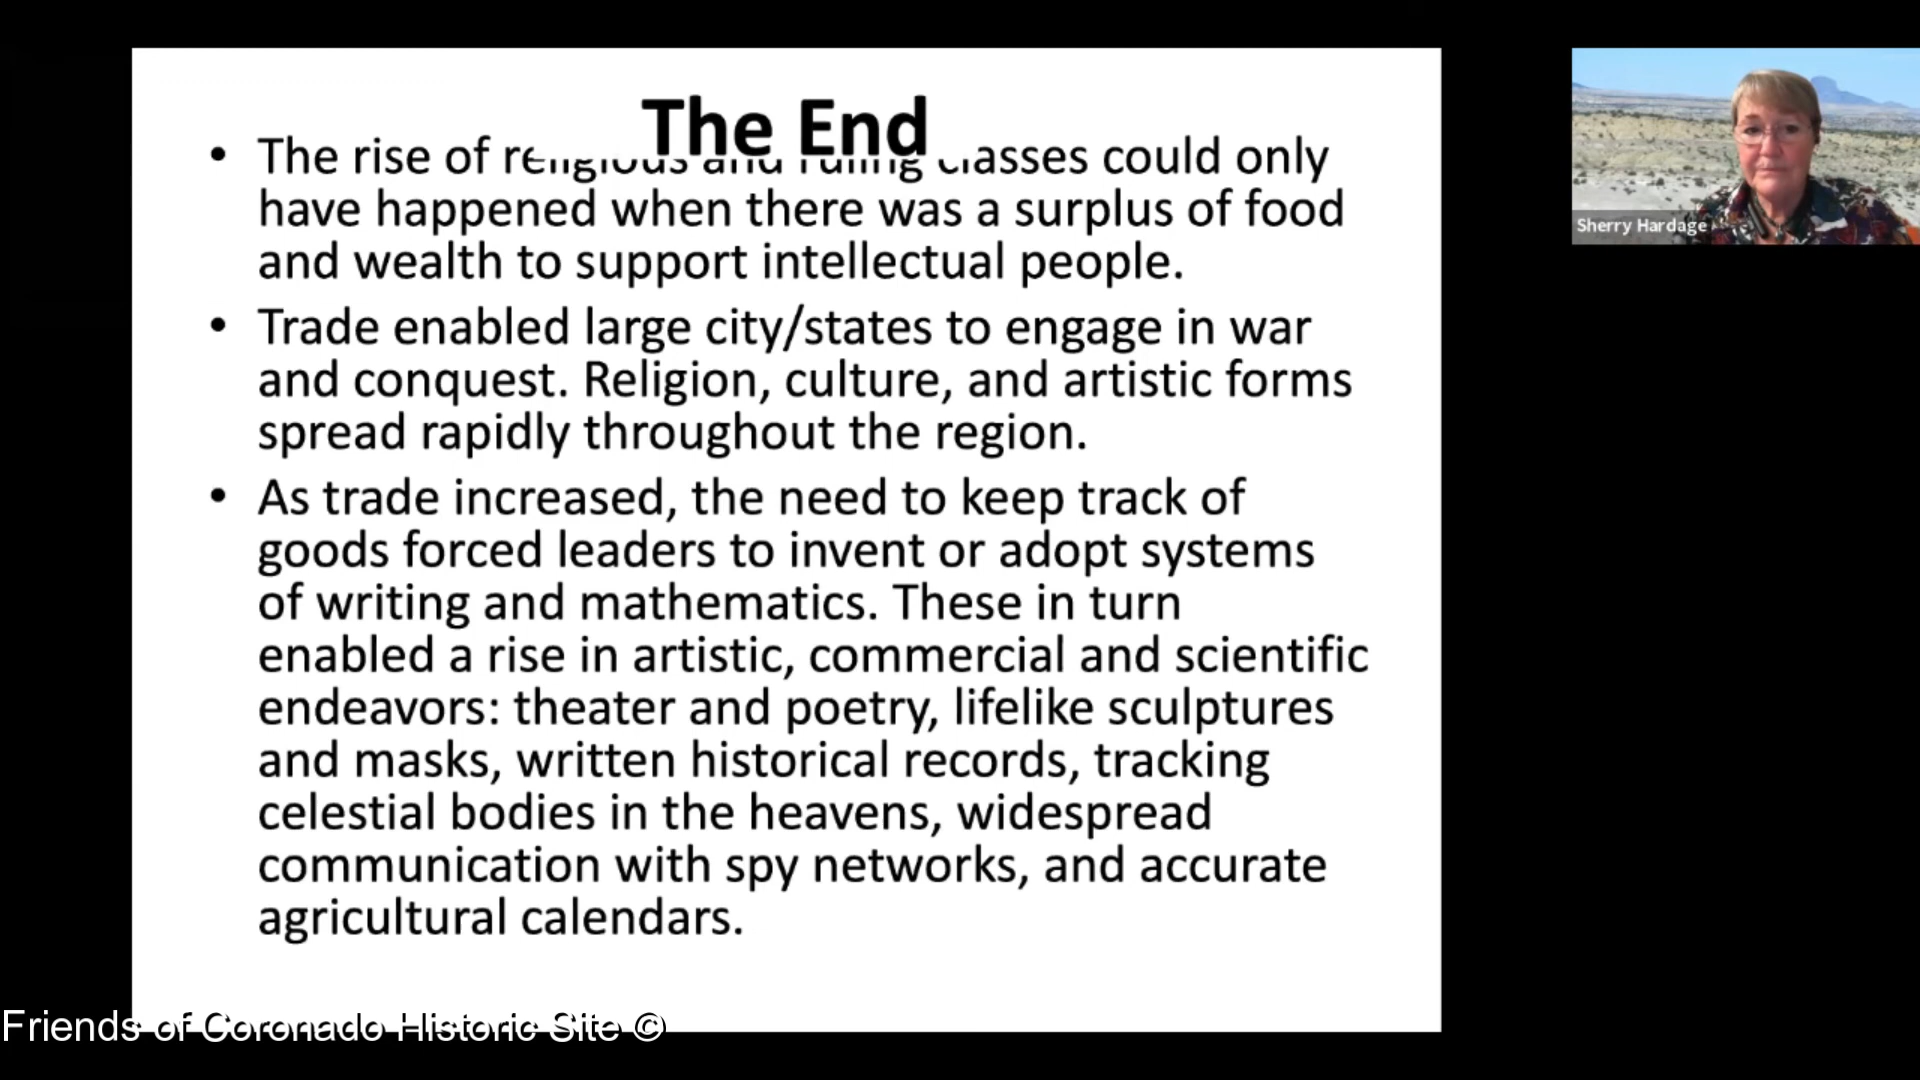 The End
• The rise of religious and ruling classes could only
have happened when there was a surplus of food
and wealth to support intellectual people.
• Trade enabled large city/states to engage in war
and conquest. Religion, culture, and artistic forms
spread rapidly throughout the region.
• As trade increased, the need to keep track of
goods forced leaders to invent or adopt systems
of writing and mathematics. These in turn
enabled a rise in artistic, commercial and scientific
endeavors: theater and poetry, lifelike sculptures
and masks, written historical records, tracking
celestial bodies in the heavens, widespread
communication with spy networks, and accurate
agricultural calendars.
Sherry Hardage
Friends of Coronado Historic Site ©